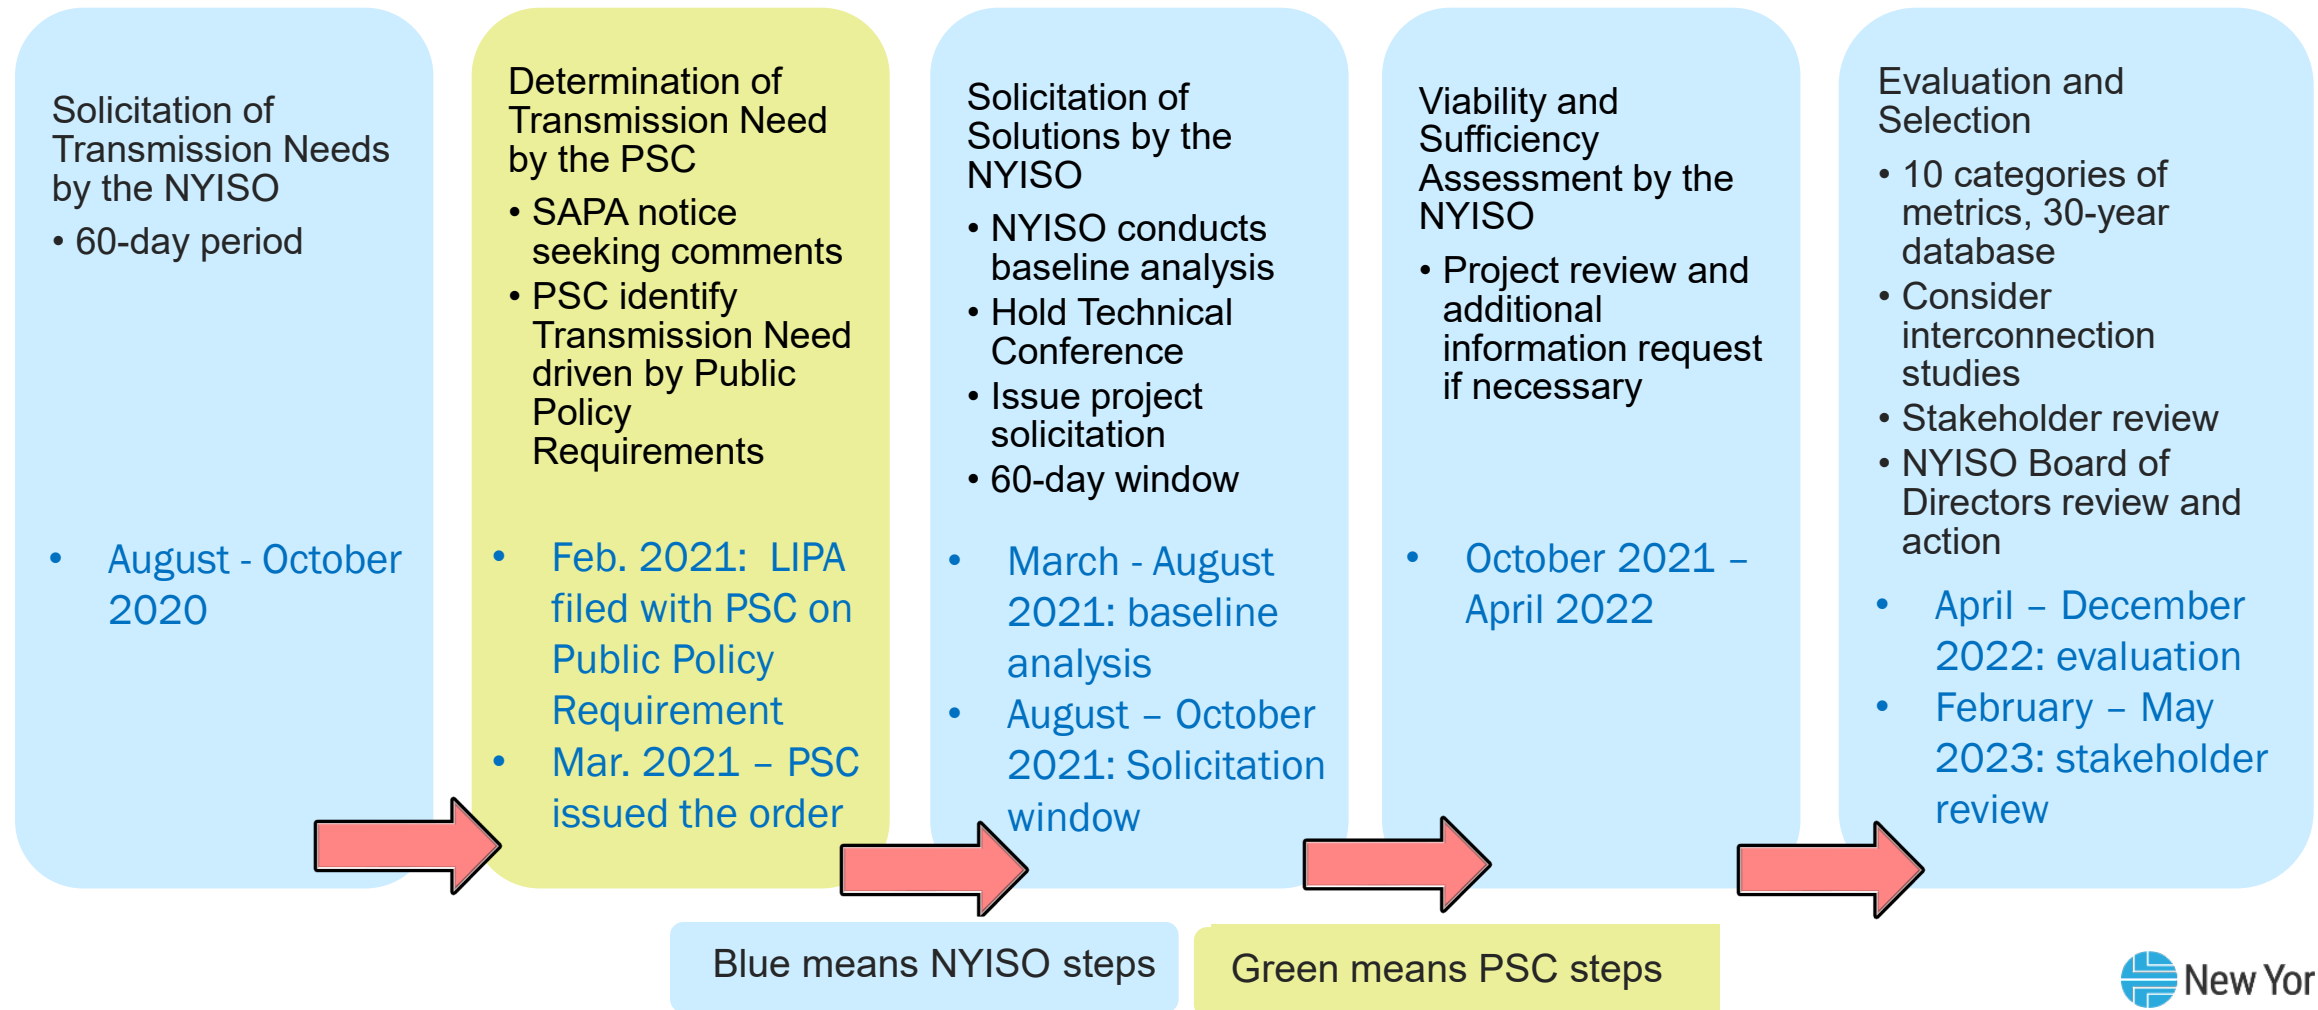 Solicitation of
Transmission Needs
by the NYISO
• 60-day period
• August - October
2020
Determination of
Transmission Need
by the PSC
• SAPA notice
seeking comments
• PSC identify
Transmission Need
driven by Public
Policy
Requirements
• Feb. 2021:  LIPA
filed with PSC on
Public Policy
Requirement
• Mar. 2021 – PSC
issued the order
Solicitation of
Solutions by the
NYISO
• NYISO conducts
baseline analysis
• Hold Technical
Conference
• Issue project
solicitation
• 60-day window
• March - August
2021: baseline
analysis
• August – October
2021: Solicitation
window
Viability and
Sufficiency
Assessment by the
NYISO
• Project review and
additional
information request
if necessary
• October 2021 –
April 2022
Evaluation and
Selection
• 10 categories of
metrics, 30-year
database
• Consider
interconnection
studies
• Stakeholder review
• NYISO Board of
Directors review and
action
• April – December
2022: evaluation
• February – May
2023: stakeholder
review
Blue means NYISO steps
Green means PSC steps
New Yor